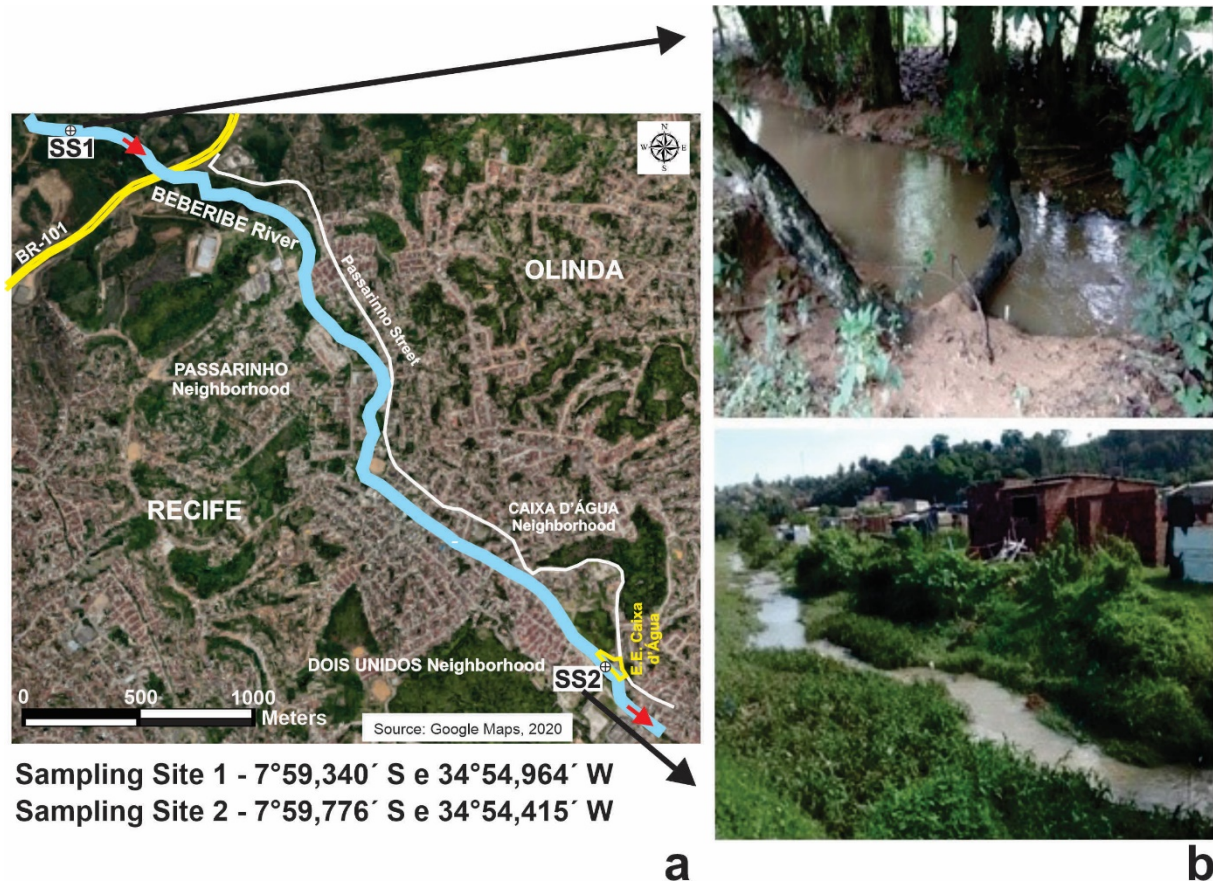 N
W E
S
SS1
BR-101
BEBERIBE River
Passarinho Street
OLINDA
PASSARINHO
Neighborhood
RECIFE
CAIXA D'ÁGUA
Neighborhood
E.E. Caixa
d'Água
DOIS UNIDOS Neighborhood
SS2
0 500 1000
Meters
Source: Google Maps, 2020
Sampling Site 1 - 7°59,340´ S e 34°54,964´ W
Sampling Site 2 - 7°59,776´ S e 34°54,415´ W
a
b